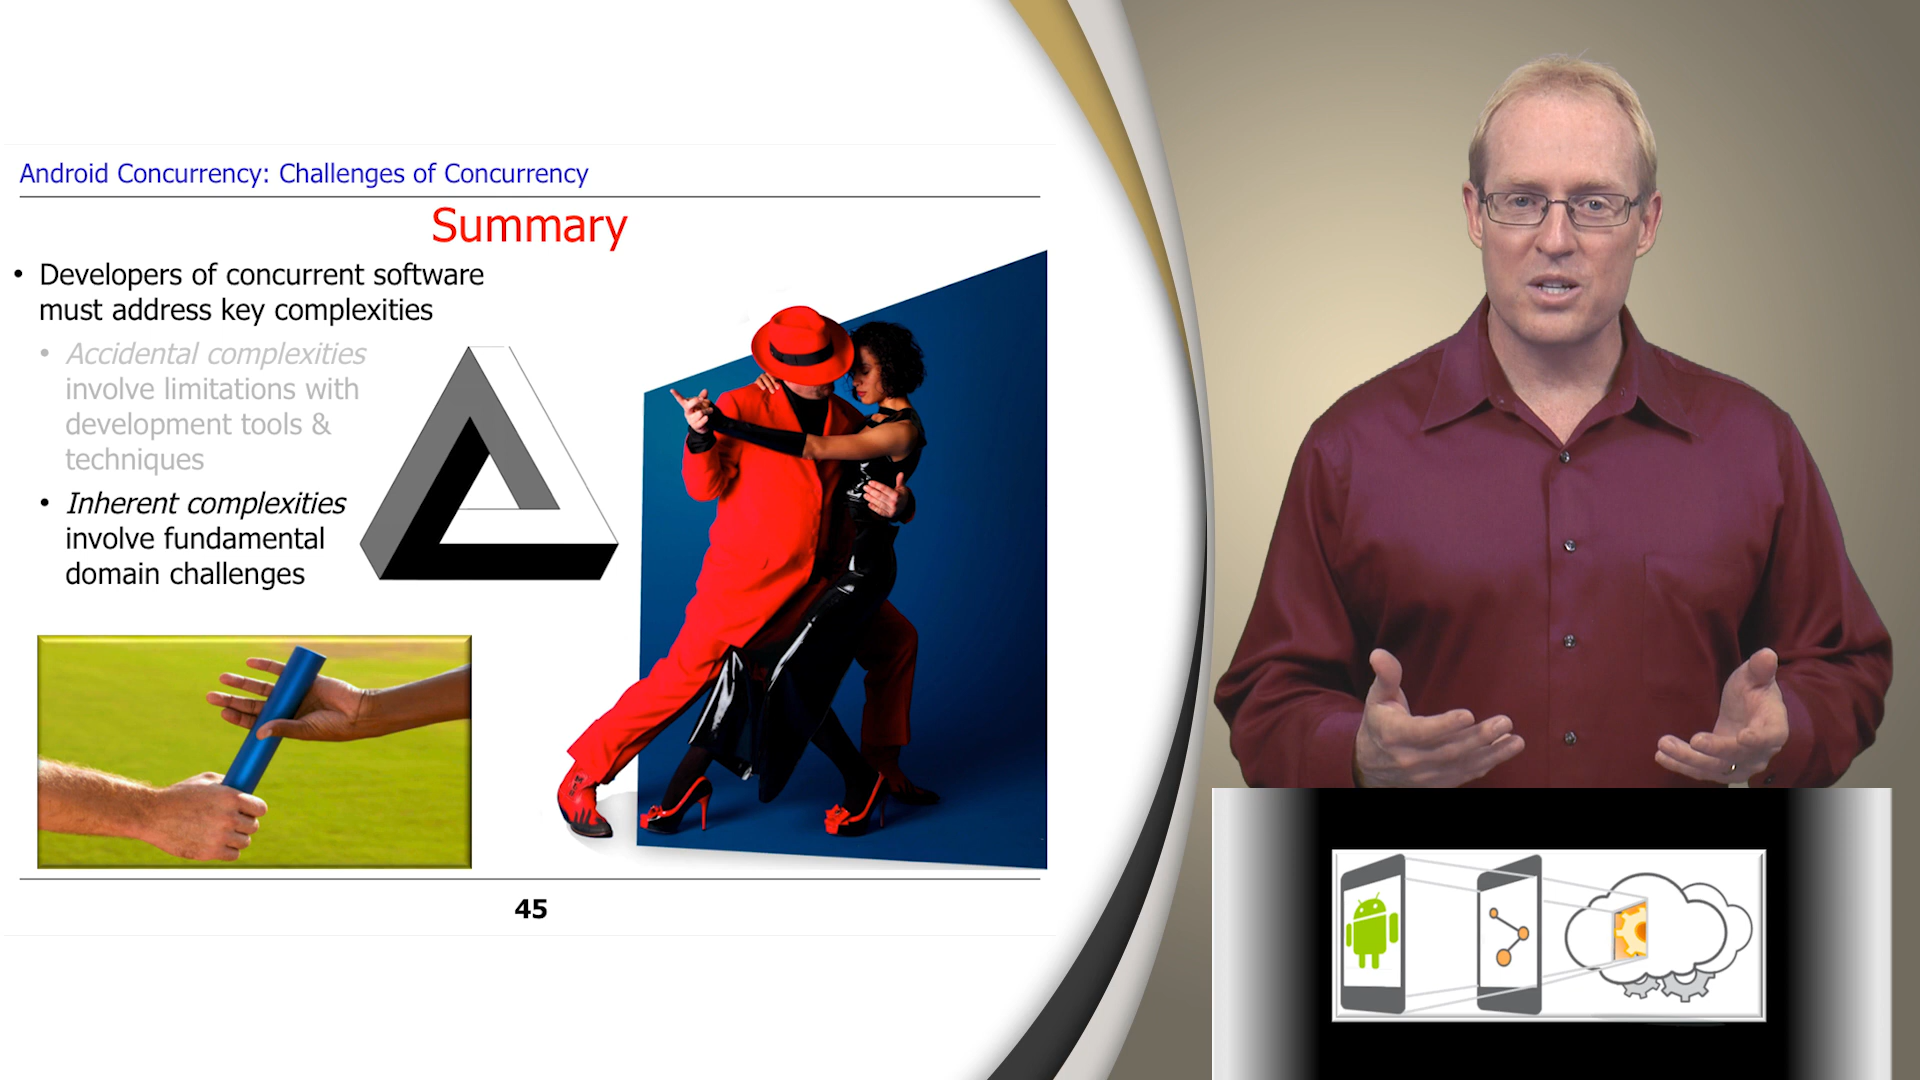 Android Concurrency: Challenges of Concurrency
Summary
• Developers of concurrent software
must address key complexities
• Accidental complexities
involve limitations with
development tools &
techniques
• Inherent complexities
involve fundamental
domain challenges
45